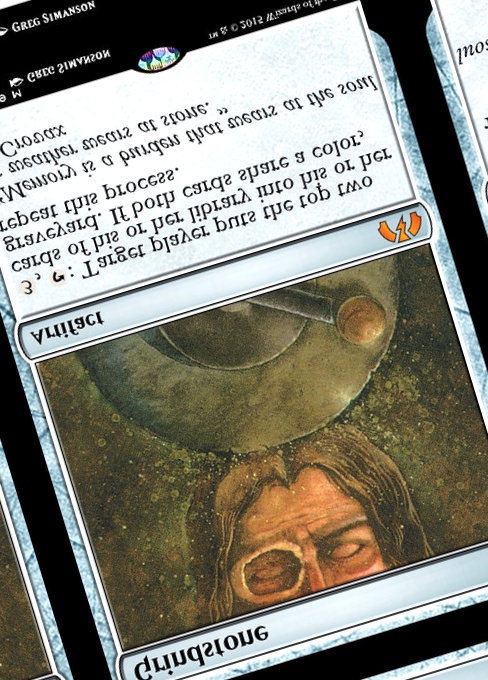 Grindstone
Artifact
3, T: Target player puts the top two
cards of his or her library into his or her
graveyard. If both cards share a color,
repeat this process.
"Memory is a burden that wears at the soul
weather wears at stone."
Crovax
M
GREG SIMANSON
GREG SIMANSON
™ & © 2015 Wizards of the